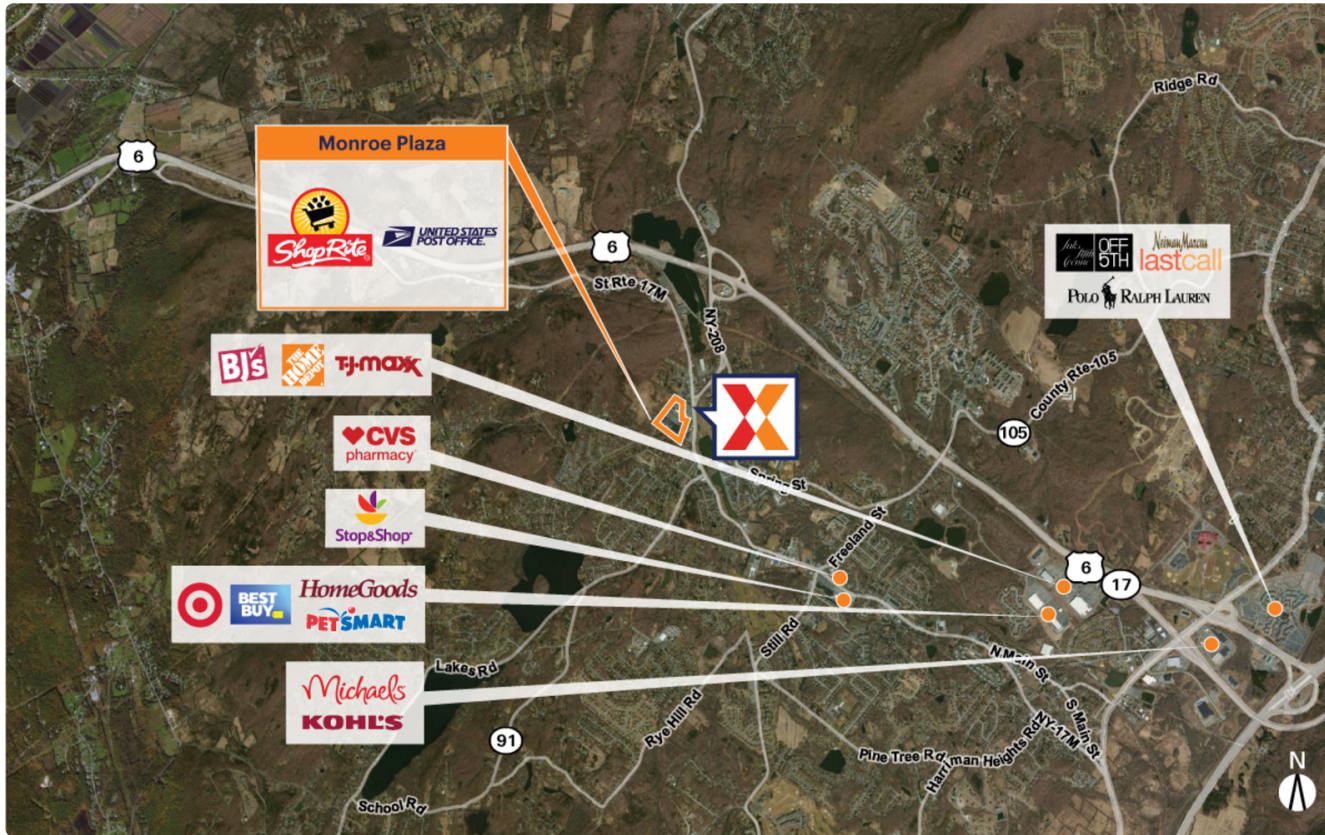 Ridge Rd
6
Monroe Plaza
ShopRite
UNITED STATES
POST OFFICE.
6
St Rte 17M
NY-208
Saks
Fifth
Avenue
OFF
5TH
Neiman Marcus
lastcall
POLO RALPH LAUREN
BJ's
THE
HOME
DEPOT
T·J·maxx
County Rte-105
105
CVS
pharmacy
Spring St
Stop&Shop
Freeland St
6
17
BEST
BUY
HomeGoods
PETSMART
Still Rd
N Main St
Lakes Rd
Michaels
KOHL'S
Rye Hill Rd
S Main St
NY-17M
91
Pine Tree Rd
Harriman Heights Rd
School Rd
N